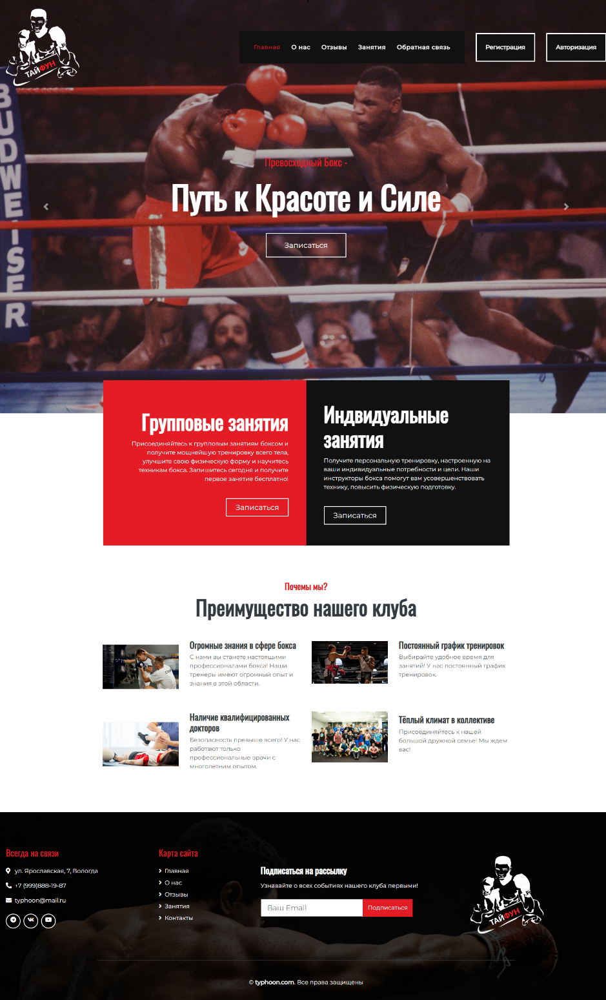 ТАЙФУН
Главная О нас Отзывы Занятия Обратная связь Регистрация Авторизация
BUDWEISER
Превосходный Бокс -
Путь к Красоте и Силе
Записаться
Групповые занятия
Присоединяйтесь к групповым занятиям боксом и
получите мощнейшую тренировку всего тела,
улучшите свою физическую форму и научитесь
техникам бокса. Запишитесь сегодня и получите
первое занятие бесплатно!
Записаться
Индвидуальные
занятия
Получите персональную тренировку, настроенную на
ваши индивидуальные потребности и цели. Наши
инструкторы бокса помогут вам усовершенствовать
технику, повысить физическую подготовку.
Записаться
Почемы мы?
Преимущество нашего клуба
Огромные знания в сфере бокса
С нами вы станете настоящими
профессионалами бокса! Наши
тренеры имеют огромный опыт и
знания в этой области.
Постоянный график тренировок
Выбирайте удобное время для
занятий! У нас постоянный график
тренировок.
Наличие квалифицированных
докторов
Безопасность превыше всего! У нас
работают только
профессиональные врачи с
многолетним опытом.
Тёплый климат в коллективе
Присоединяйтесь к нашей
большой дружной семье! Мы ждем
вас!
Всегда на связи
ул. Ярославская, 7, Вологда
+7 (999)888-19-87
typhoon@mail.ru
Карта сайта
Главная
О нас
Отзывы
Занятия
Контакты
Подписаться на рассылку
Узнавайте о всех событиях нашего клуба первыми!
Ваш Email Подписаться
ТАЙФУН
© typhoon.com. Все права защищены